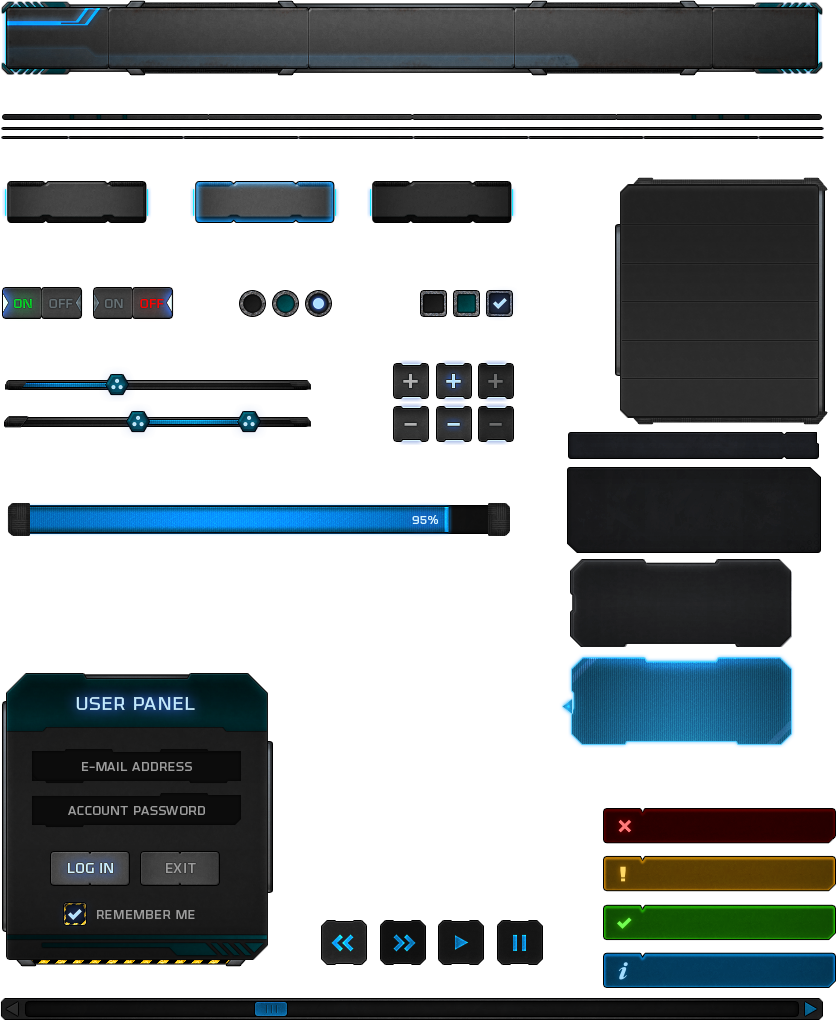 ON OFF ON OFF
95%
USER PANEL
E-MAIL ADDRESS
ACCOUNT PASSWORD
LOG IN EXIT
REMEMBER ME